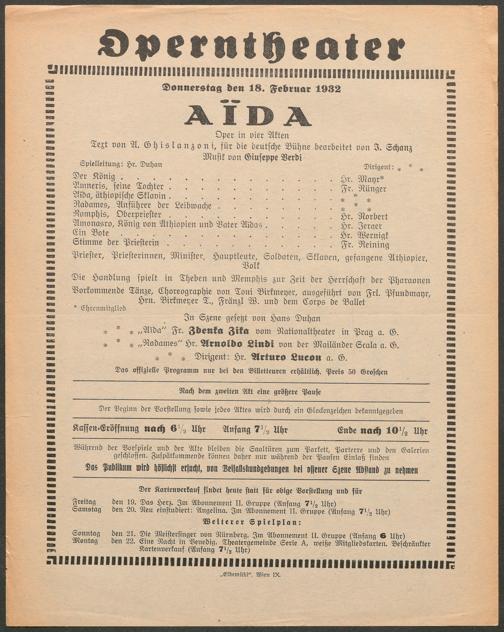 Operntheater
Donnerstag den 18. Februar 1932
AÏDA
Oper in vier Akten
Text von A. Ghislanzoni, für die deutsche Bühne bearbeitet von J. Schanz
Musik von Giuseppe Verdi
Spielleitung: Hr. Duhan Dirigent: * * *
Der König . . . . . . . . Hr. Mayr*
Amneris, seine Tochter . . . . . . . . Fr. Rünger
Aida, äthiopische Sklavin . . . . . . . . * * *
Radames, Anführer der Leibwache . . . . . . . . * * *
Ramphis, Oberpriester . . . . . . . . Hr. Norbert
Amonasro, König von Äthiopien und Vater Aidas . . . . . Hr. Jerger
Ein Bote . . . . . . . . Hr. Wernigk
Stimme der Priesterin . . . . . . . . Fr. Reining
Priester, Priesterinnen, Minister, Hauptleute, Soldaten, Sklaven, gefangene Äthiopier,
Volk
Die Handlung spielt in Theben und Memphis zur Zeit der Herrschaft der Pharaonen
Vorkommende Tänze, Choreographie von Toni Birkmeyer, ausgeführt von Frl. Pfundmayr,
Hrn. Birkmeyer T., Fränzl W. und dem Corps de Ballet
* Ehrenmitglied
In Szene gesetzt von Hans Duhan
* * * „Aida" Fr. Zdenka Zika vom Nationaltheater in Prag a. G.
* * * „Radames" Hr. Arnoldo Lindi von der Mailänder Scala a. G.
* * * Dirigent: Hr. Arturo Lucon a. G.
Das offizielle Programm nur bei den Billetteuren erhältlich. Preis 50 Groschen
Nach dem zweiten Akt eine größere Pause
Der Beginn der Vorstellung sowie jedes Aktes wird durch ein Glockenzeichen bekanntgegeben
Kassen-Eröffnung nach 6½ Uhr Anfang 7½ Uhr Ende nach 10½ Uhr
Während der Vorspiele und der Akte bleiben die Saaltüren zum Parkett, Parterre und den Galerien
geschlossen. Zuspätkommende können daher nur während der Pausen Einlaß finden
Das Publikum wird höflichst ersucht, von Beifallskundgebungen bei offener Szene Abstand zu nehmen
Der Kartenverkauf findet heute statt für obige Vorstellung und für
Freitag den 19. Das Herz. Im Abonnement II. Gruppe (Anfang 7½ Uhr)
Samstag den 20. Neu einstudiert: Angelina. Im Abonnement II. Gruppe (Anfang 7½ Uhr)
Weiterer Spielplan:
Sonntag den 21. Die Meistersinger von Nürnberg. Im Abonnement II. Gruppe (Anfang 6 Uhr)
Montag den 22. Eine Nacht in Venedig. Theatergemeinde Serie A, weiße Mitgliedskarten. Beschränkter
Kartenverkauf (Anfang 7½ Uhr)
„Elbemühl", Wien IX.